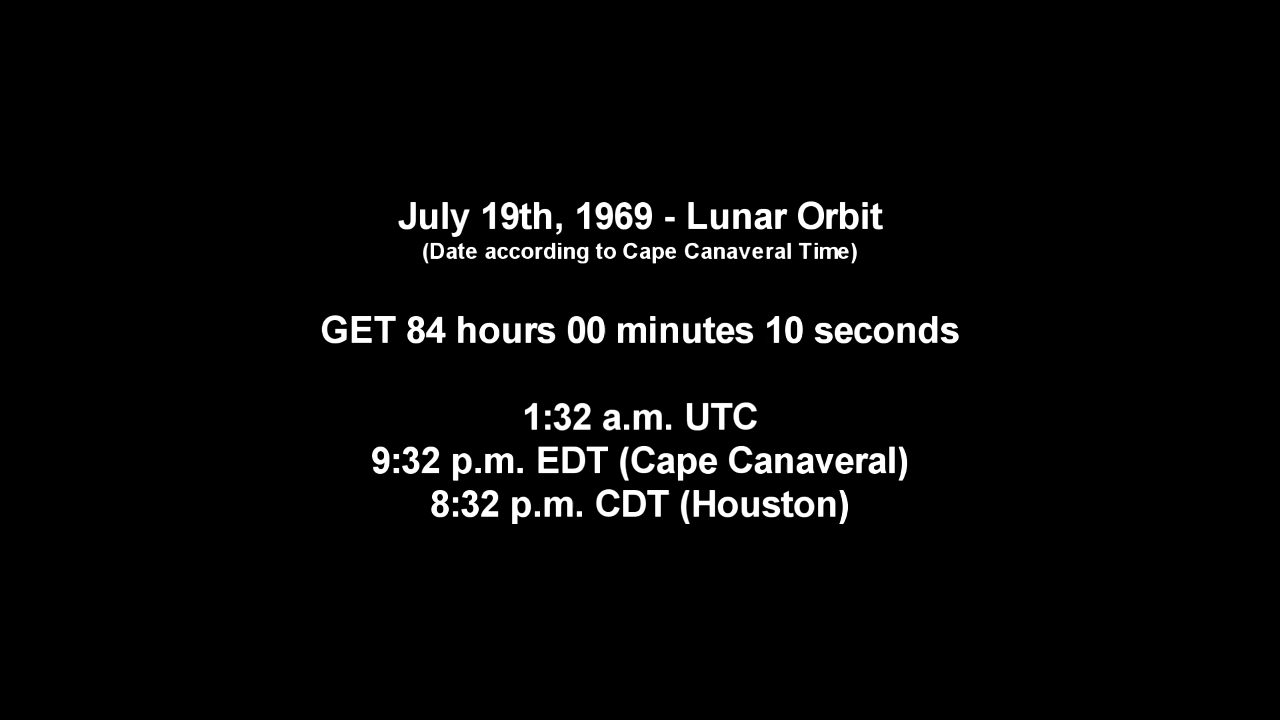 July 19th, 1969 - Lunar Orbit
(Date according to Cape Canaveral Time)
GET 84 hours 00 minutes 10 seconds
1:32 a.m. UTC
9:32 p.m. EDT (Cape Canaveral)
8:32 p.m. CDT (Houston)